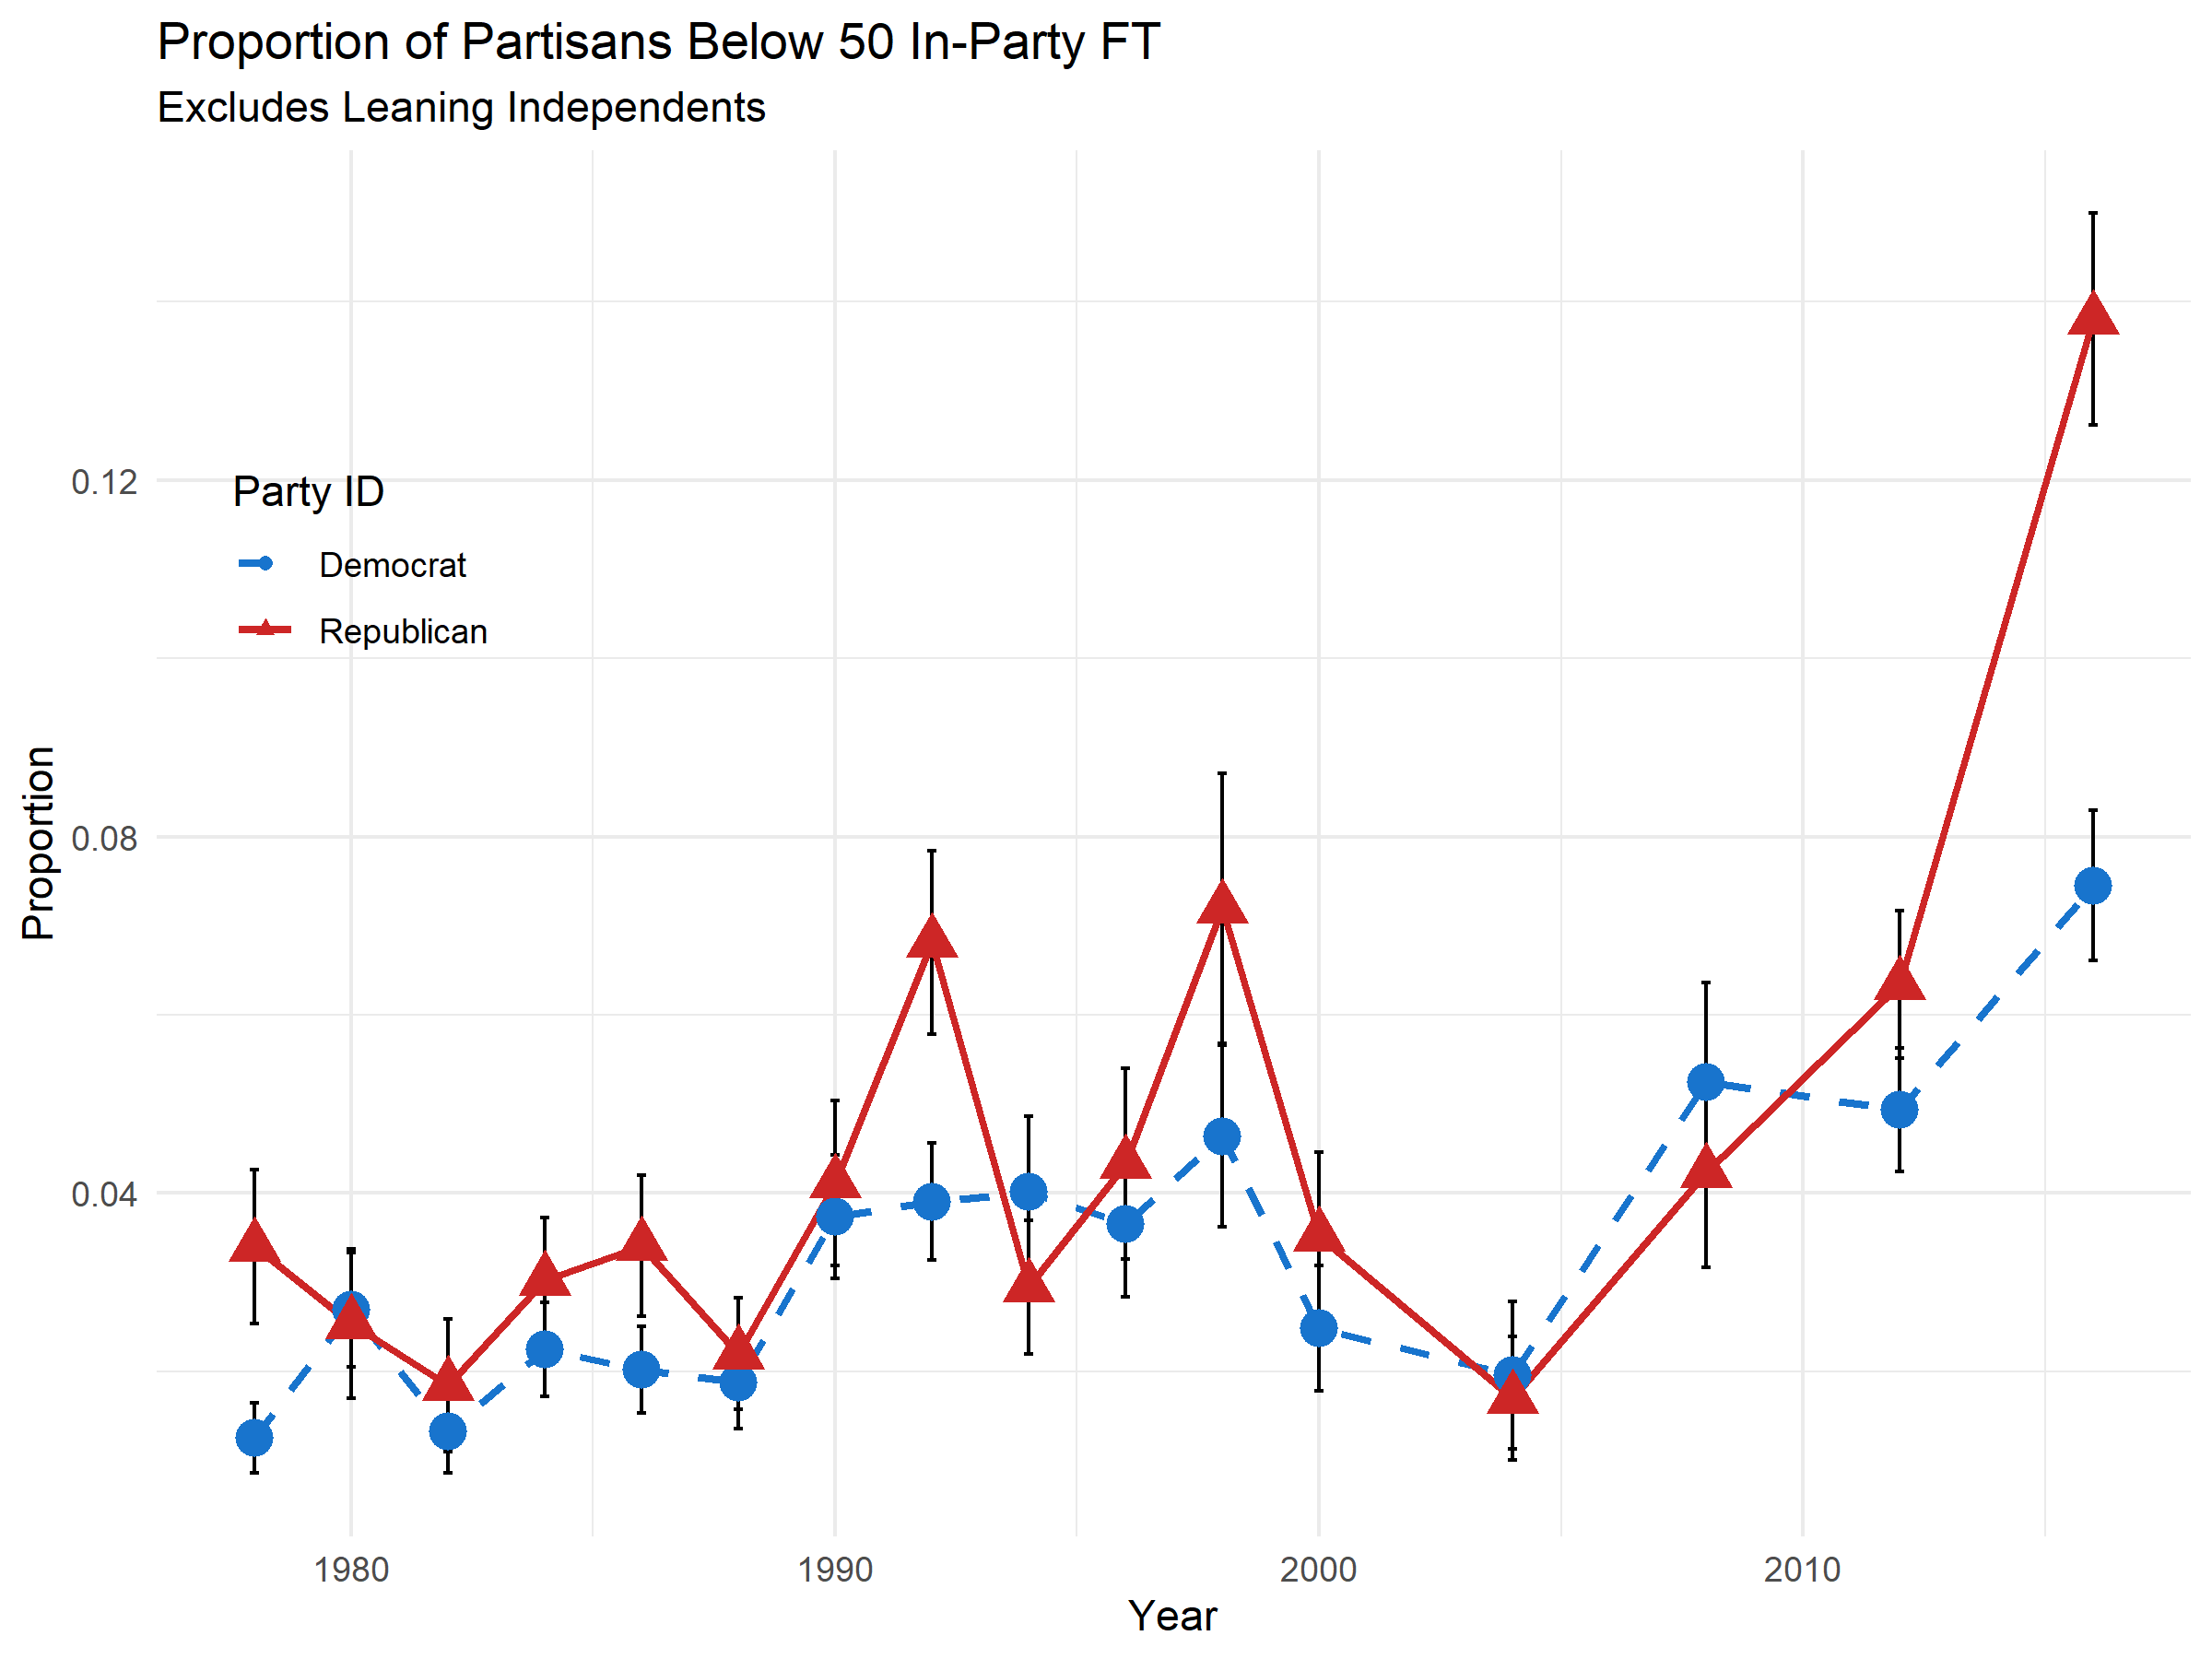 Proportion of Partisans Below 50 In-Party FT
Excludes Leaning Independents
0.12
0.08
0.04
Proportion
Party ID
Democrat
Republican
1980
1990
2000
2010
Year